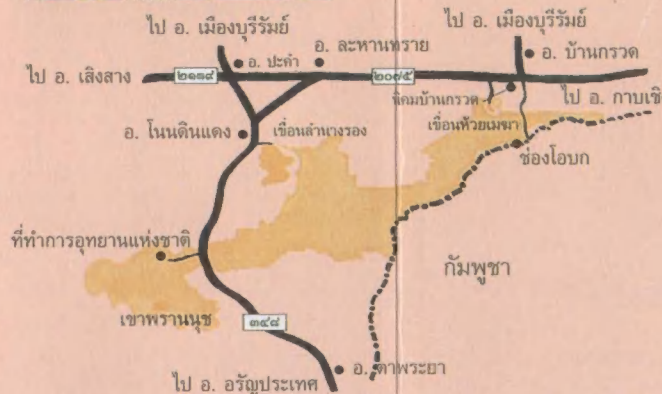 ไป อ. เมืองบุรีรัมย์
ไป อ. เมืองบุรีรัมย์
อ. ละหานทราย
อ. บ้านกรวด
อ. ปะคำ
ไป อ. เสิงสาง
๒๐๗๕
นิคมบ้านกรวด
ไป อ. กาบเชิ
อ. โนนดินแดง
เขื่อนลำนางรอง
เขื่อนห้วยเมฆา
ช่องโอบก
ที่ทำการอุทยานแห่งชาติ
กัมพูชา
เขาพรานนุช
๓๔๘
อ. ตาพระยา
ไป อ. อรัญประเทศ